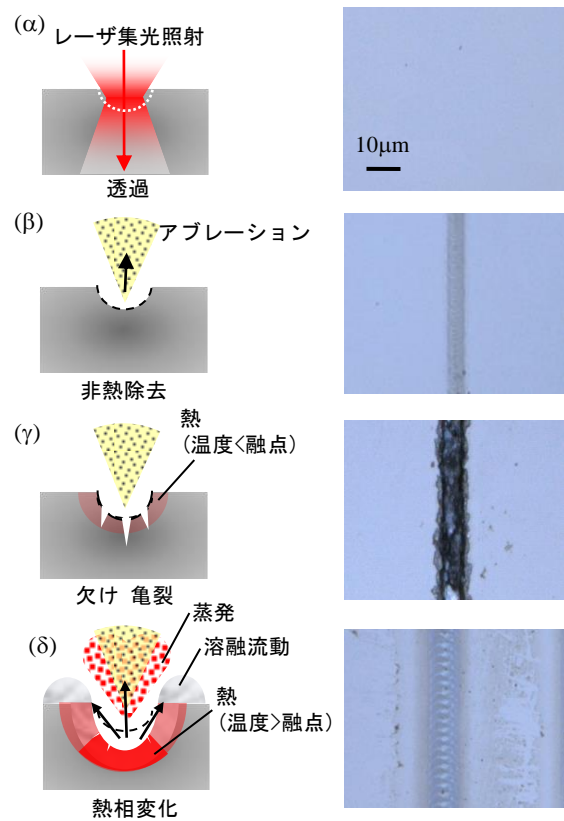 (α)
レーザ集光照射
透過
10μm
(β)
アブレーション
非熱除去
(γ)
熱
(温度<融点)
欠け 亀裂
(δ)
蒸発
溶融流動
熱
(温度>融点)
熱相変化